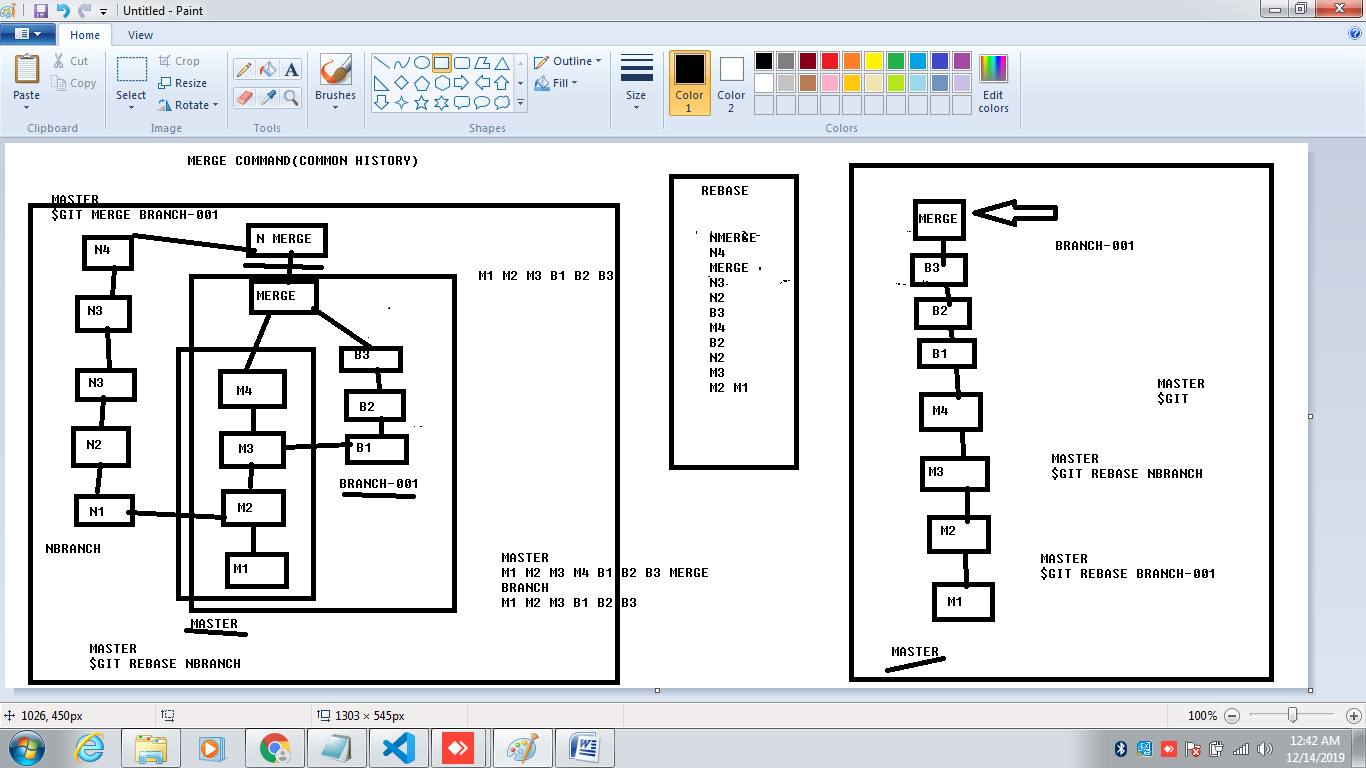 Untitled - Paint
Home
View
Paste
Cut
Copy
Clipboard
Select
Crop
Resize
Rotate
Image
A
Tools
Brushes
Outline
Fill
Shapes
Size
Color 1
Color 2
Edit colors
Colors
MERGE COMMAND(COMMON HISTORY)
MASTER
$GIT MERGE BRANCH-001
N4
N MERGE
MERGE
M1 M2 M3 B1 B2 B3
N3
B3
N3
M4
B2
N2
M3
B1
BRANCH-001
N1
M2
NBRANCH
M1
MASTER
MASTER
$GIT REBASE NBRANCH
MASTER
M1 M2 M3 M4 B1 B2 B3 MERGE
BRANCH
M1 M2 M3 B1 B2 B3
REBASE
NMERGE
N4
MERGE
N3
N2
B3
M4
B2
N2
M3
M2 M1
MERGE
BRANCH-001
B3
B2
B1
MASTER
$GIT
M4
M3
MASTER
$GIT REBASE NBRANCH
M2
MASTER
$GIT REBASE BRANCH-001
M1
MASTER
1026, 450px
1303 × 545px
100%
12:42 AM
12/14/2019